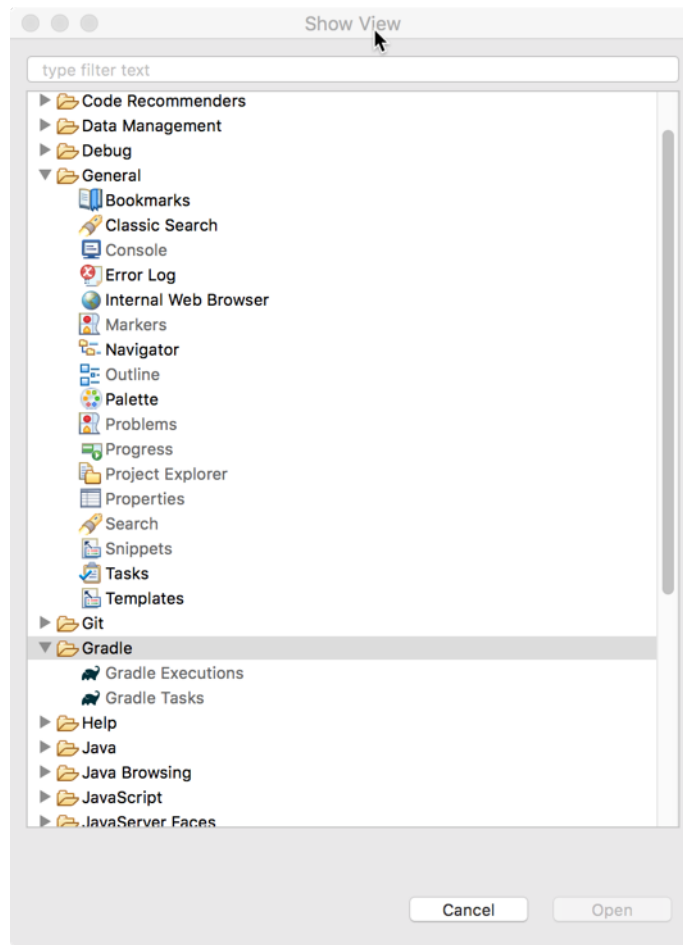 Show View
type filter text
Code Recommenders
Data Management
Debug
General
Bookmarks
Classic Search
Console
Error Log
Internal Web Browser
Markers
Navigator
Outline
Palette
Problems
Progress
Project Explorer
Properties
Search
Snippets
Tasks
Templates
Git
Gradle
Gradle Executions
Gradle Tasks
Help
Java
Java Browsing
JavaScript
JavaServer Faces
Cancel Open